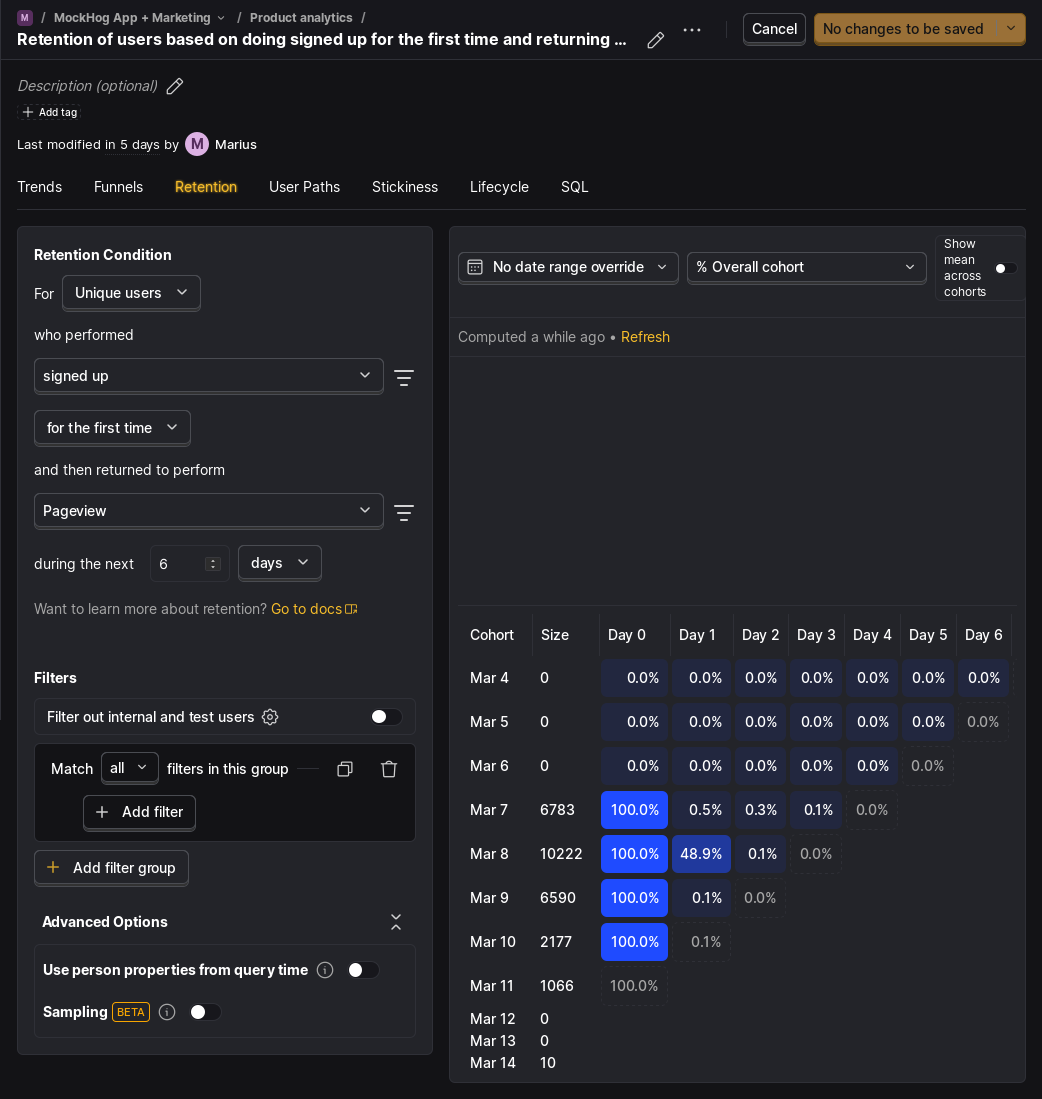 M / MockHog App + Marketing / Product analytics /
Retention of users based on doing signed up for the first time and returning ...
Cancel
No changes to be saved
Description (optional)
Add tag
Last modified in 5 days by M Marius
Trends Funnels Retention User Paths Stickiness Lifecycle SQL
Retention Condition
For Unique users
who performed
signed up
for the first time
and then returned to perform
Pageview
during the next 6 days
Want to learn more about retention? Go to docs
Filters
Filter out internal and test users
Match all filters in this group
Add filter
Add filter group
Advanced Options
Use person properties from query time
Sampling BETA
No date range override
% Overall cohort
Show
mean
across
cohorts
Computed a while ago • Refresh
Cohort Size Day 0 Day 1 Day 2 Day 3 Day 4 Day 5 Day 6
Mar 4 0 0.0% 0.0% 0.0% 0.0% 0.0% 0.0% 0.0%
Mar 5 0 0.0% 0.0% 0.0% 0.0% 0.0% 0.0% 0.0%
Mar 6 0 0.0% 0.0% 0.0% 0.0% 0.0% 0.0%
Mar 7 6783 100.0% 0.5% 0.3% 0.1% 0.0%
Mar 8 10222 100.0% 48.9% 0.1% 0.0%
Mar 9 6590 100.0% 0.1% 0.0%
Mar 10 2177 100.0% 0.1%
Mar 11 1066 100.0%
Mar 12 0
Mar 13 0
Mar 14 10